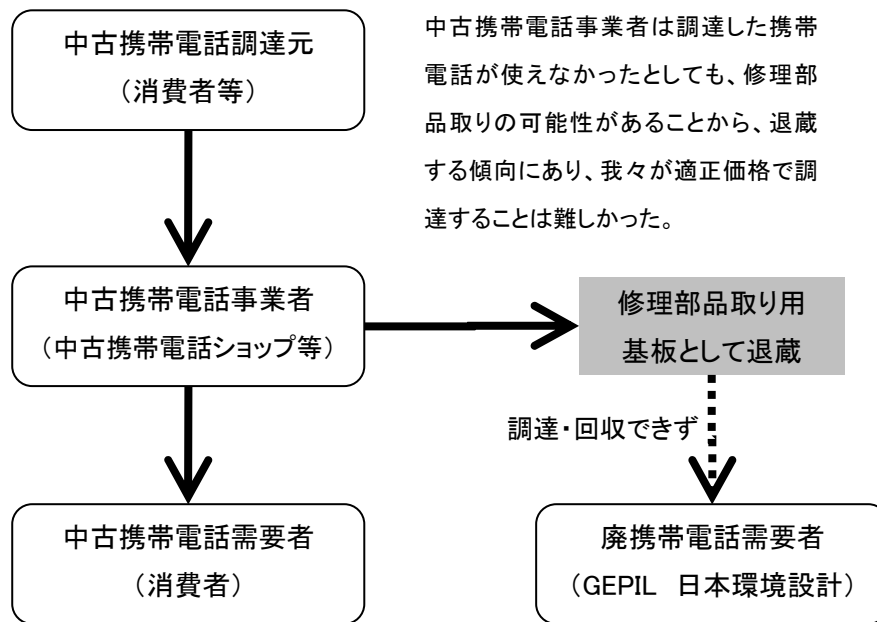 中古携帯電話調達元
（消費者等）
中古携帯電話事業者は調達した携帯
電話が使えなかったとしても、修理部
品取りの可能性があることから、退蔵
する傾向にあり、我々が適正価格で調
達することは難しかった。
中古携帯電話事業者
（中古携帯電話ショップ等）
修理部品取り用
基板として退蔵
調達・回収できず
中古携帯電話需要者
（消費者）
廃携帯電話需要者
（GEPIL　日本環境設計）